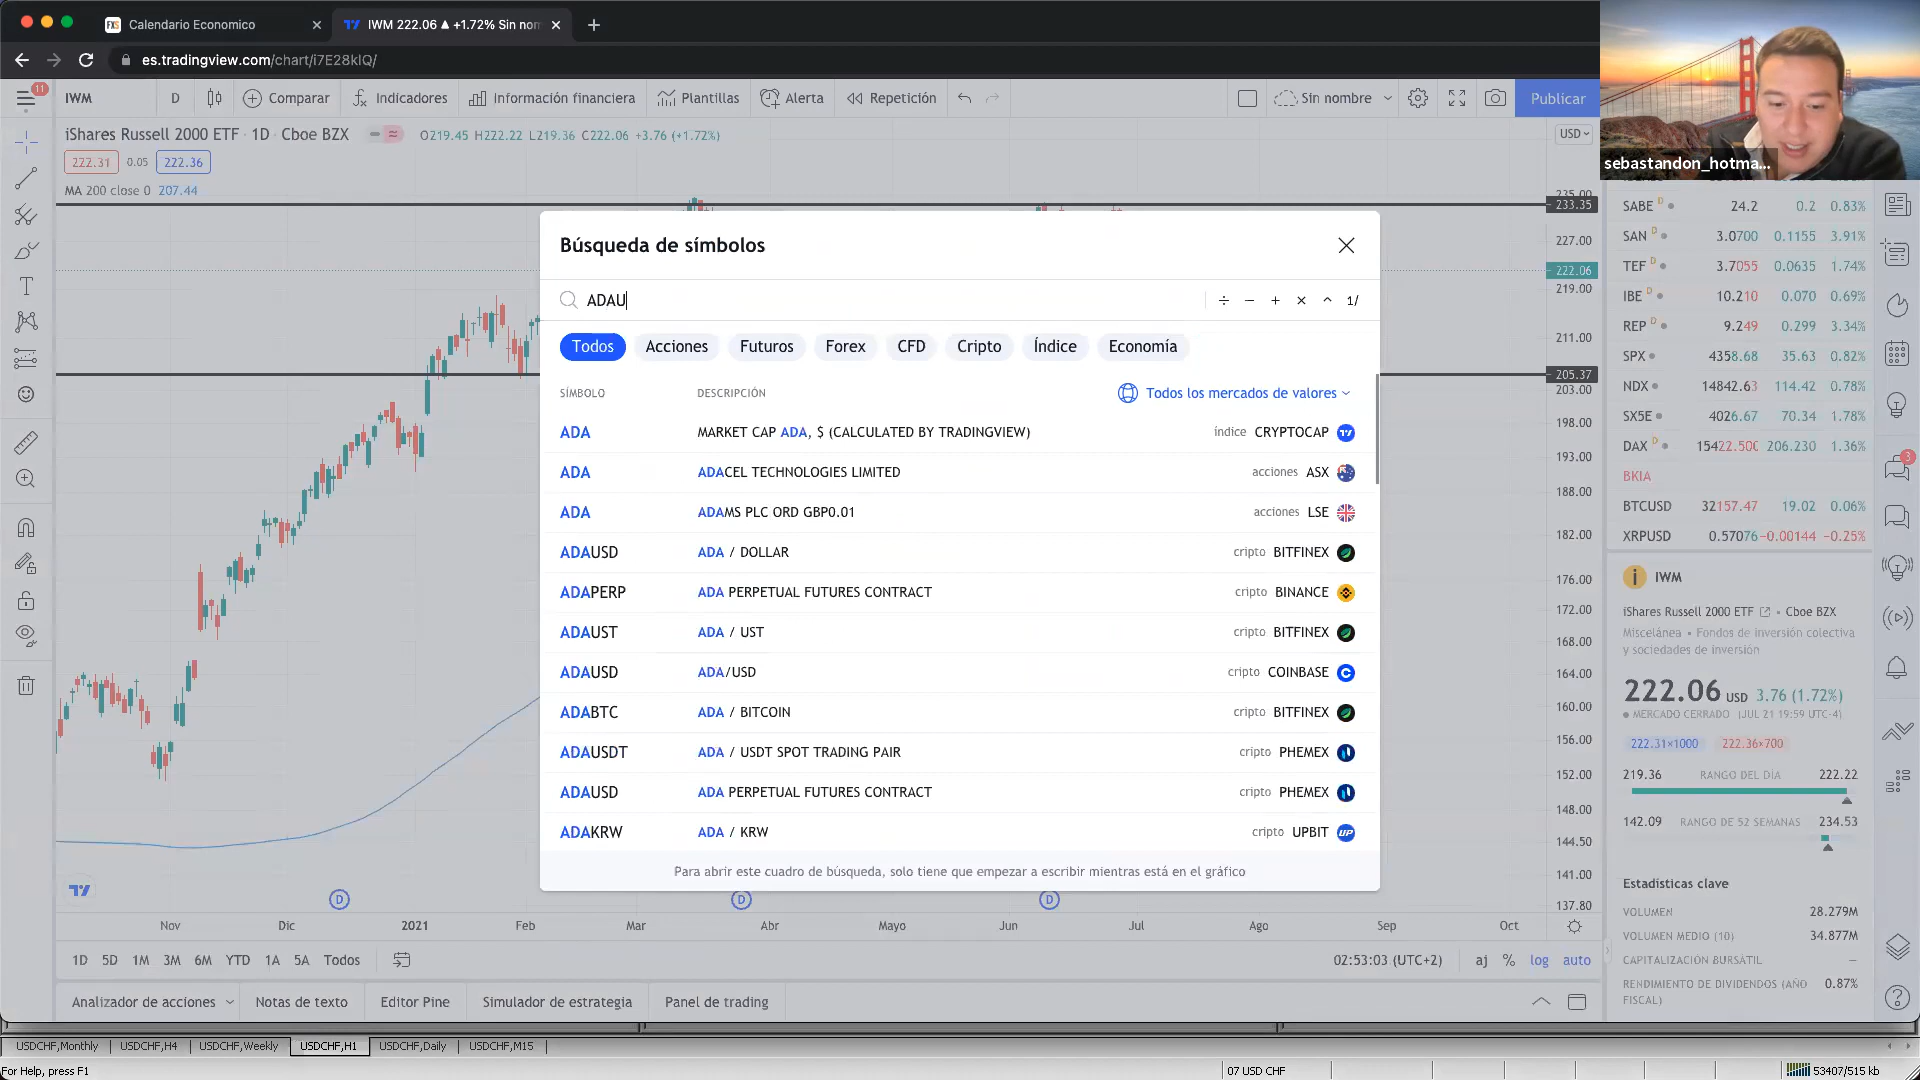 Calendario Economico
IWM 222.06 ▲ +1.72% Sin nom
es.tradingview.com/chart/i7E28kIQ/
11
IWM
D
Comparar
Indicadores
Información financiera
Plantillas
Alerta
Repetición
Sin nombre
Publicar
sebastandon_hotma...
iShares Russell 2000 ETF · 1D · Cboe BZX
O219.45 H222.22 L219.36 C222.06 +3.76 (+1.72%)
USD
222.31 0.05 222.36
MA 200 close 0 207.44
235.00
233.35
227.00
222.06
219.00
211.00
205.37
203.00
198.00
193.00
188.00
182.00
176.00
172.00
168.00
164.00
160.00
156.00
152.00
148.00
144.50
141.00
137.80
Búsqueda de símbolos
ADAU
÷ − + × ^ 1/
Todos Acciones Futuros Forex CFD Cripto Índice Economía
SÍMBOLO DESCRIPCIÓN Todos los mercados de valores
ADA MARKET CAP ADA, $ (CALCULATED BY TRADINGVIEW) índice CRYPTOCAP
ADA ADACEL TECHNOLOGIES LIMITED acciones ASX
ADA ADAMS PLC ORD GBP0.01 acciones LSE
ADAUSD ADA / DOLLAR cripto BITFINEX
ADAPERP ADA PERPETUAL FUTURES CONTRACT cripto BINANCE
ADAUST ADA / UST cripto BITFINEX
ADAUSD ADA/USD cripto COINBASE
ADABTC ADA / BITCOIN cripto BITFINEX
ADAUSDT ADA / USDT SPOT TRADING PAIR cripto PHEMEX
ADAUSD ADA PERPETUAL FUTURES CONTRACT cripto PHEMEX
ADAKRW ADA / KRW cripto UPBIT
Para abrir este cuadro de búsqueda, solo tiene que empezar a escribir mientras está en el gráfico
SABE D 24.2 0.2 0.83%
SAN D 3.0700 0.1155 3.91%
TEF D 3.7055 0.0635 1.74%
IBE D 10.210 0.070 0.69%
REP D 9.249 0.299 3.34%
SPX 4358.68 35.63 0.82%
NDX 14842.63 114.42 0.78%
SX5E 4026.67 70.34 1.78%
DAX D 15422.500 206.230 1.36%
BKIA
BTCUSD 32157.47 19.02 0.06%
XRPUSD 0.57076 −0.00144 −0.25%
3
IWM
iShares Russell 2000 ETF • Cboe BZX
Miscelánea • Fondos de inversión colectiva
y sociedades de inversión
222.06 USD 3.76 (1.72%)
MERCADO CERRADO (JUL 21 19:59 UTC-4)
222.31×1000 222.36×700
219.36 RANGO DEL DÍA 222.22
142.09 RANGO DE 52 SEMANAS 234.53
Estadísticas clave
VOLUMEN 28.279M
VOLUMEN MEDIO (10) 34.877M
CAPITALIZACIÓN BURSÁTIL —
RENDIMIENTO DE DIVIDENDOS (AÑO 0.87%
FISCAL)
D D D
Nov Dic 2021 Feb Mar Abr Mayo Jun Jul Ago Sep Oct
1D 5D 1M 3M 6M YTD 1A 5A Todos
02:53:03 (UTC+2) aj % log auto
Analizador de acciones Notas de texto Editor Pine Simulador de estrategia Panel de trading
USDCHF,Monthly USDCHF,H4 USDCHF,Weekly USDCHF,H1 USDCHF,Daily USDCHF,M15
For Help, press F1
07 USD CHF
53407/515 kb